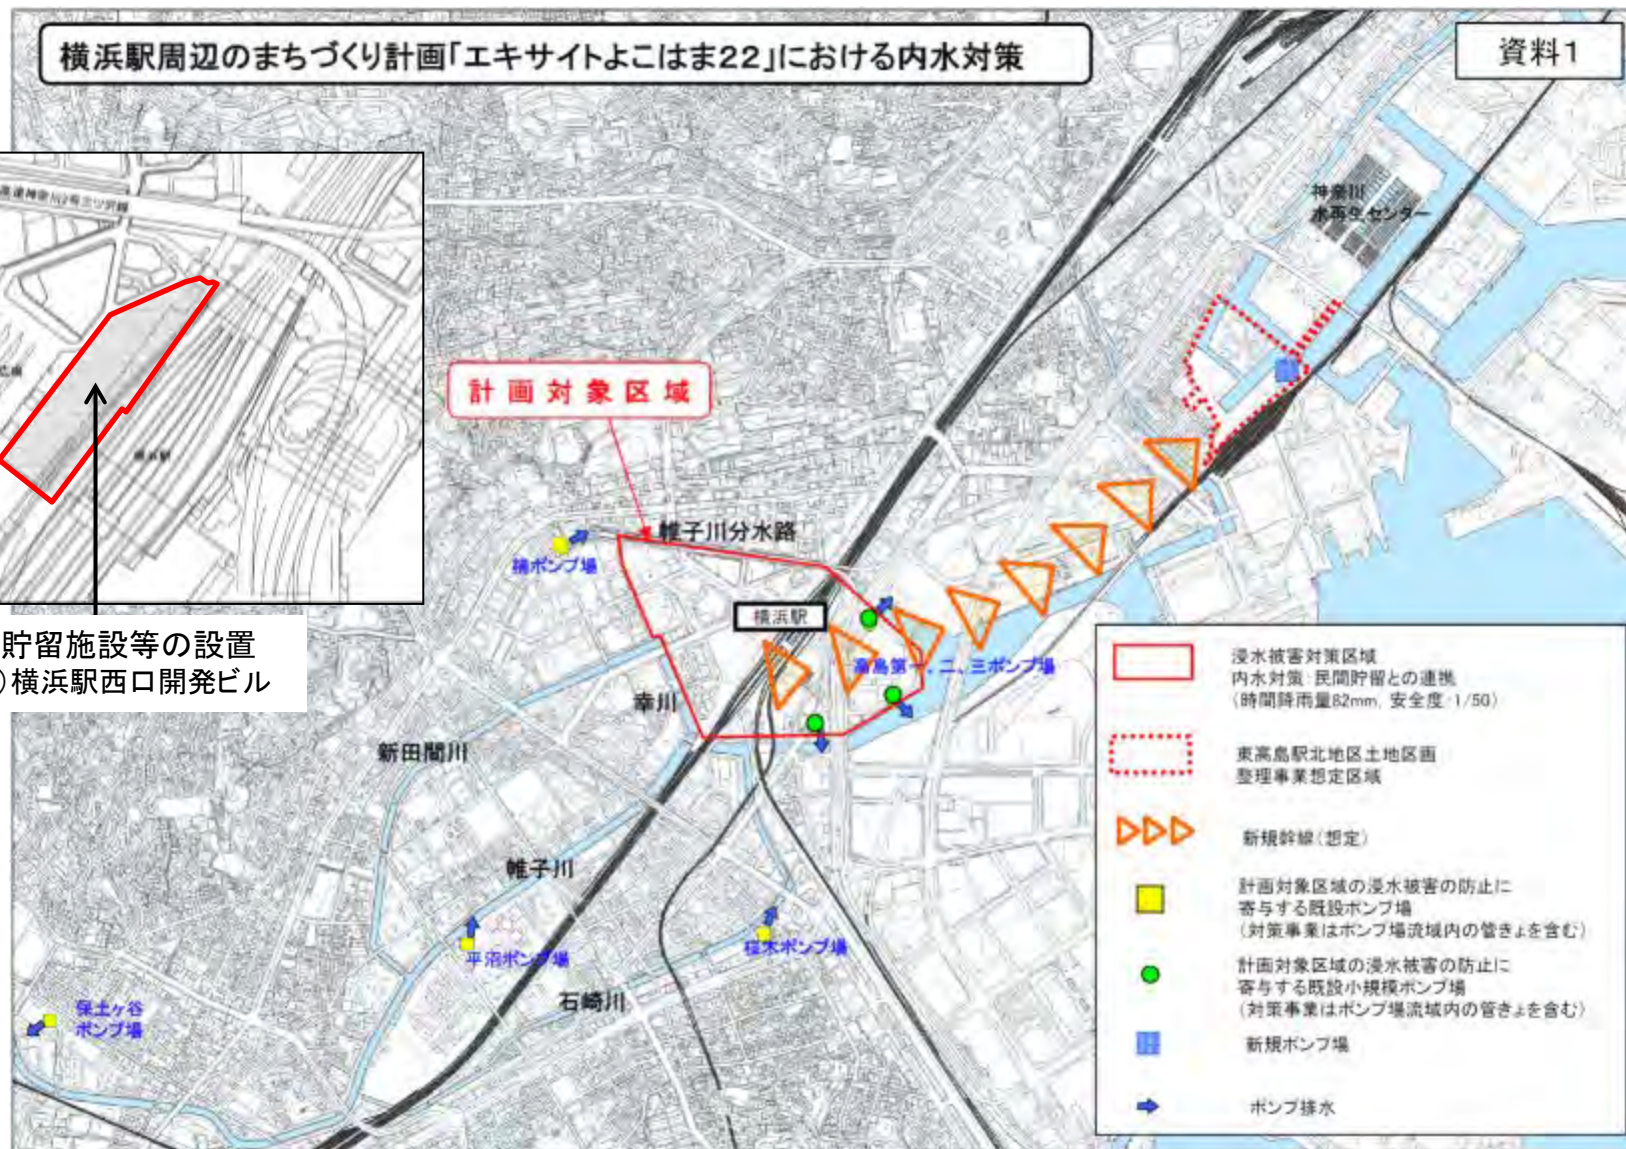 横浜駅周辺のまちづくり計画「エキサイトよこはま22」における内水対策
資料1
神奈川
水再生センター
広場
横浜駅
計画対象区域
帷子川分水路
楠ポンプ場
横浜駅
高島第一、二、三ポンプ場
貯留施設等の設置
)横浜駅西口開発ビル
幸川
新田間川
帷子川
平沼ポンプ場
桜木ポンプ場
石崎川
保土ヶ谷
ポンプ場
浸水被害対策区域
内水対策:民間貯留との連携
(時間降雨量82mm、安全度:1/50)
東高島駅北地区土地区画
整理事業想定区域
新規幹線(想定)
計画対象区域の浸水被害の防止に
寄与する既設ポンプ場
(対策事業はポンプ場流域内の管きょを含む)
計画対象区域の浸水被害の防止に
寄与する既設小規模ポンプ場
(対策事業はポンプ場流域内の管きょを含む)
新規ポンプ場
ポンプ排水